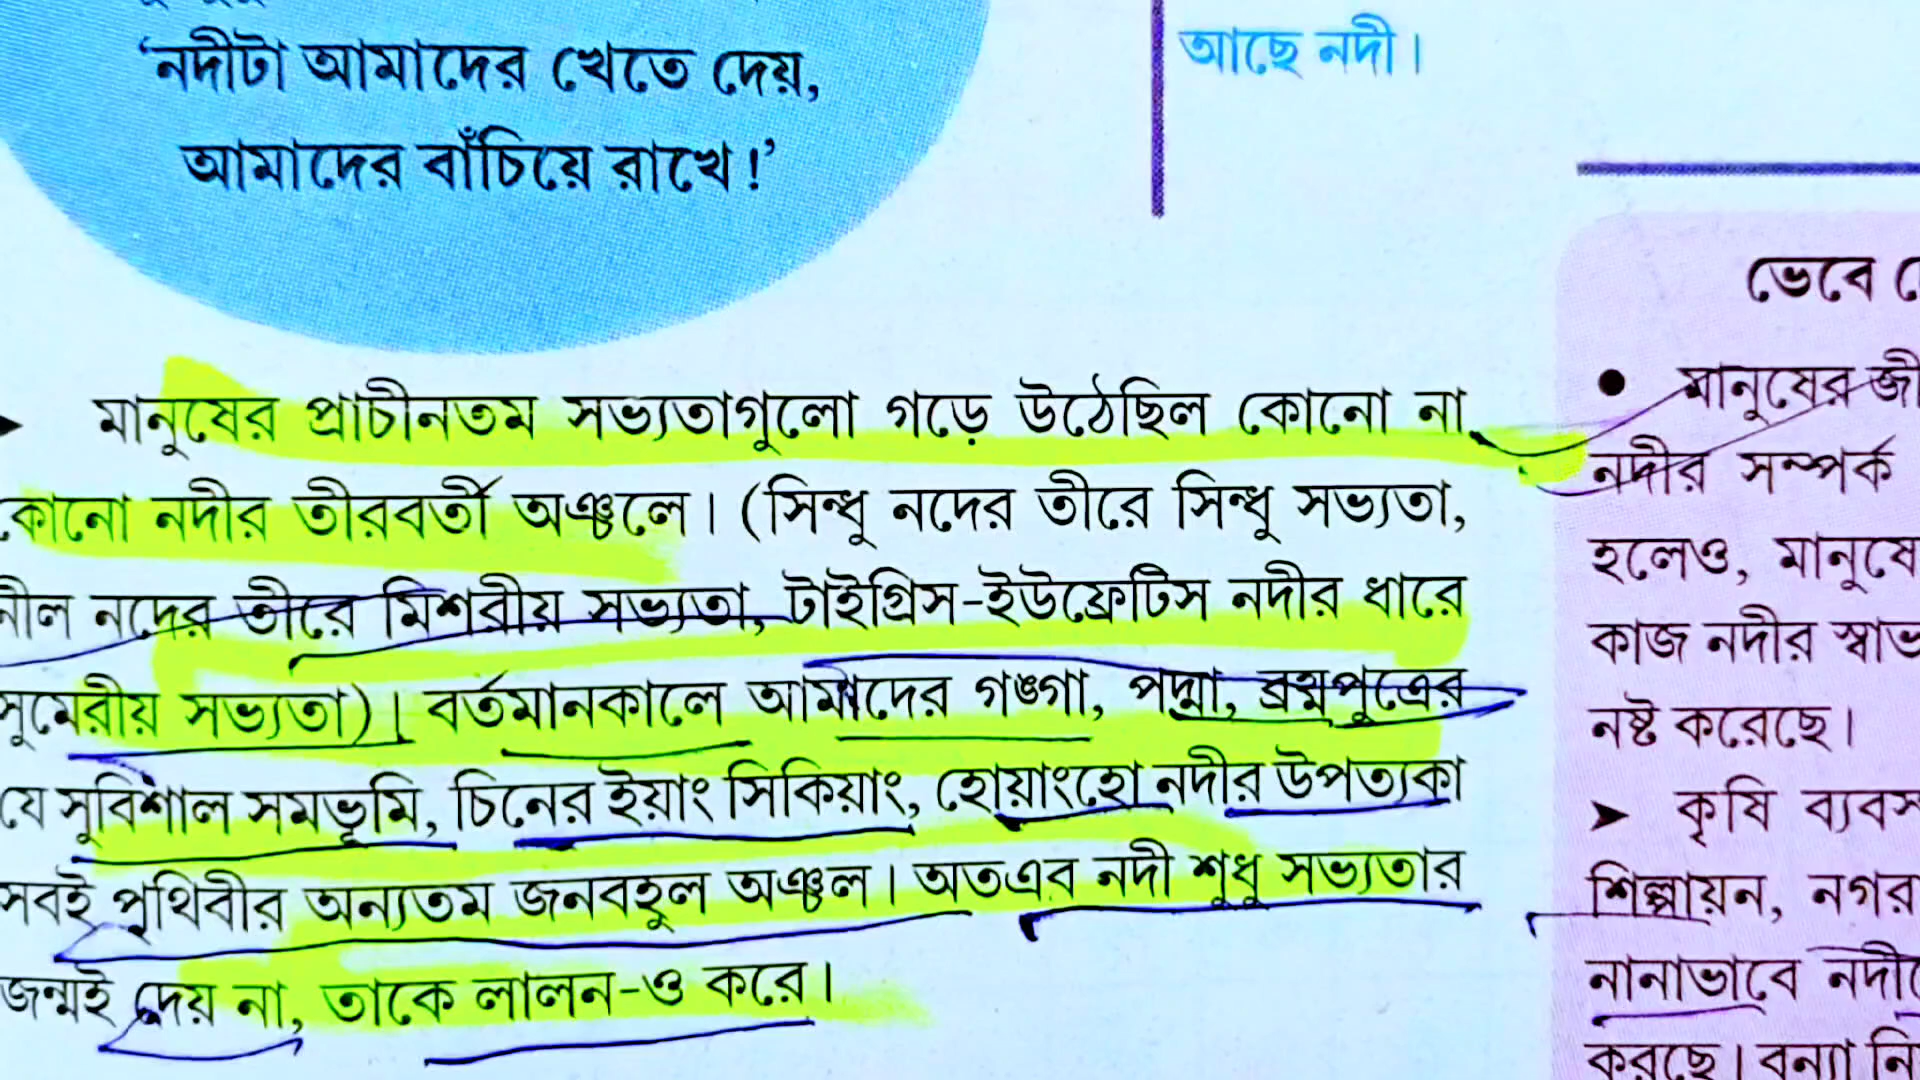 ‘নদীটা আমাদের খেতে দেয়,
আমাদের বাঁচিয়ে রাখে!’
আছে নদী।
মানুষের প্রাচীনতম সভ্যতাগুলো গড়ে উঠেছিল কোনো না
কোনো নদীর তীরবর্তী অঞ্চলে। (সিন্ধু নদের তীরে সিন্ধু সভ্যতা,
নীল নদের তীরে মিশরীয় সভ্যতা, টাইগ্রিস-ইউফ্রেটিস নদীর ধারে
সুমেরীয় সভ্যতা)। বর্তমানকালে আমাদের গঙ্গা, পদ্মা, ব্রহ্মপুত্রের
যে সুবিশাল সমভূমি, চিনের ইয়াং সিকিয়াং, হোয়াংহো নদীর উপত্যকা
সবই পৃথিবীর অন্যতম জনবহুল অঞ্চল। অতএব নদী শুধু সভ্যতার
জন্মই দেয় না, তাকে লালন-ও করে।
ভেবে
• মানুষের
নদীর সম্পর্ক
হলেও,
কাজ নদীর
নষ্ট করেছে।
➤ কৃষি
শিল্পায়ন,
নানাভাবে
করছে। বন্যা